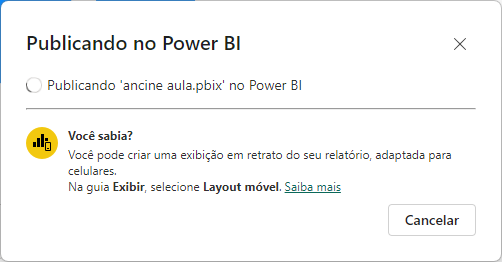 Publicando no Power BI
Publicando 'ancine aula.pbix' no Power BI
Você sabia?
Você pode criar uma exibição em retrato do seu relatório, adaptada para
celulares.
Na guia Exibir, selecione Layout móvel. Saiba mais
Cancelar